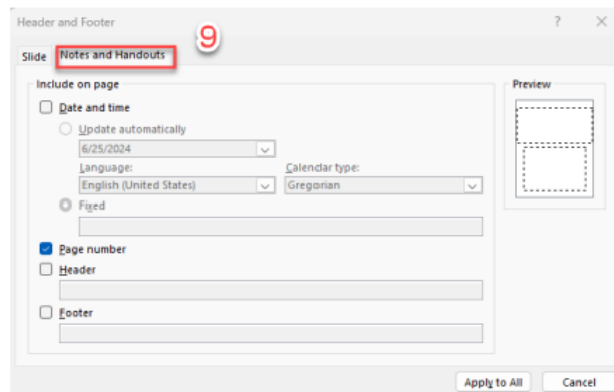 Header and Footer ? ×
9
Slide Notes and Handouts
Include on page
Date and time
Update automatically
6/25/2024
Language: Calendar type:
English (United States) Gregorian
Fixed
Page number
Header
Footer
Preview
Apply to All Cancel